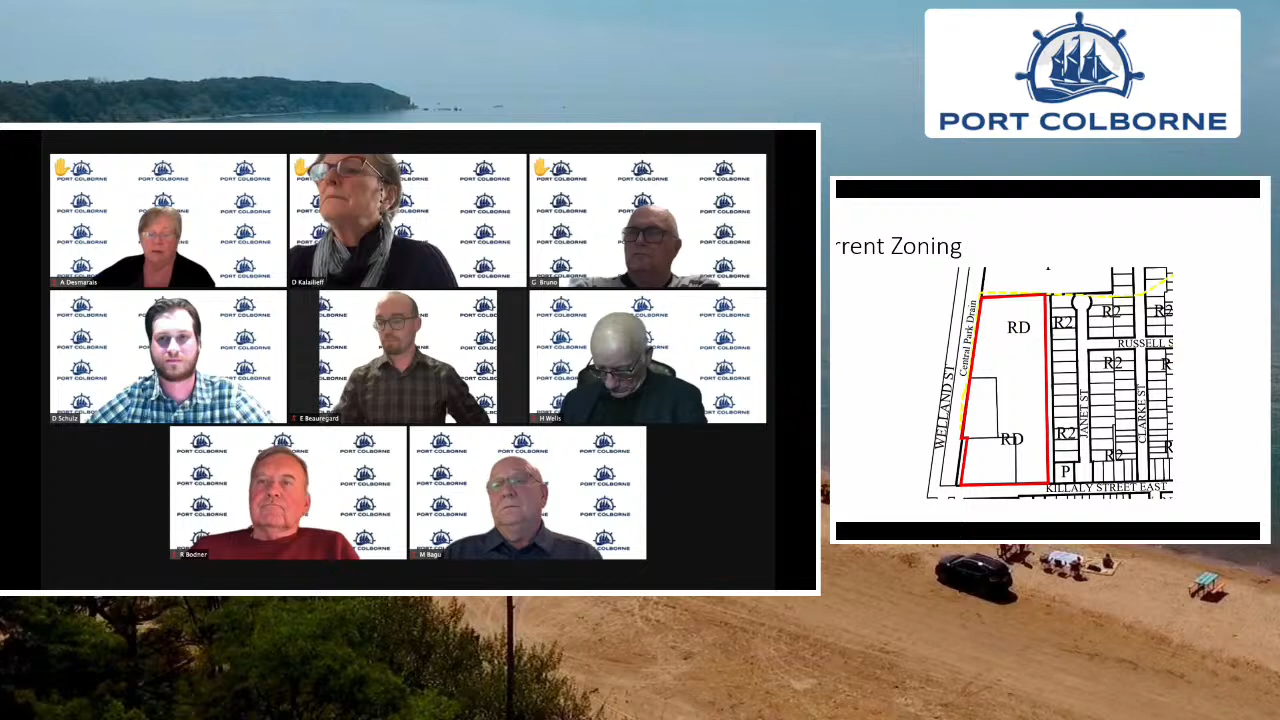 PORT COLBORNE
A Desmarais
D Kalailieff
G Bruno
D Schulz
E Beauregard
H Wells
R Bodner
M Bagu
rrent Zoning
Central Park Drain
WELLAND ST
RD
RD
R2
R2
R2
R2
R2
RUSSELL S
JANET ST
CLARKE ST
P
KILLALY STREET EAST